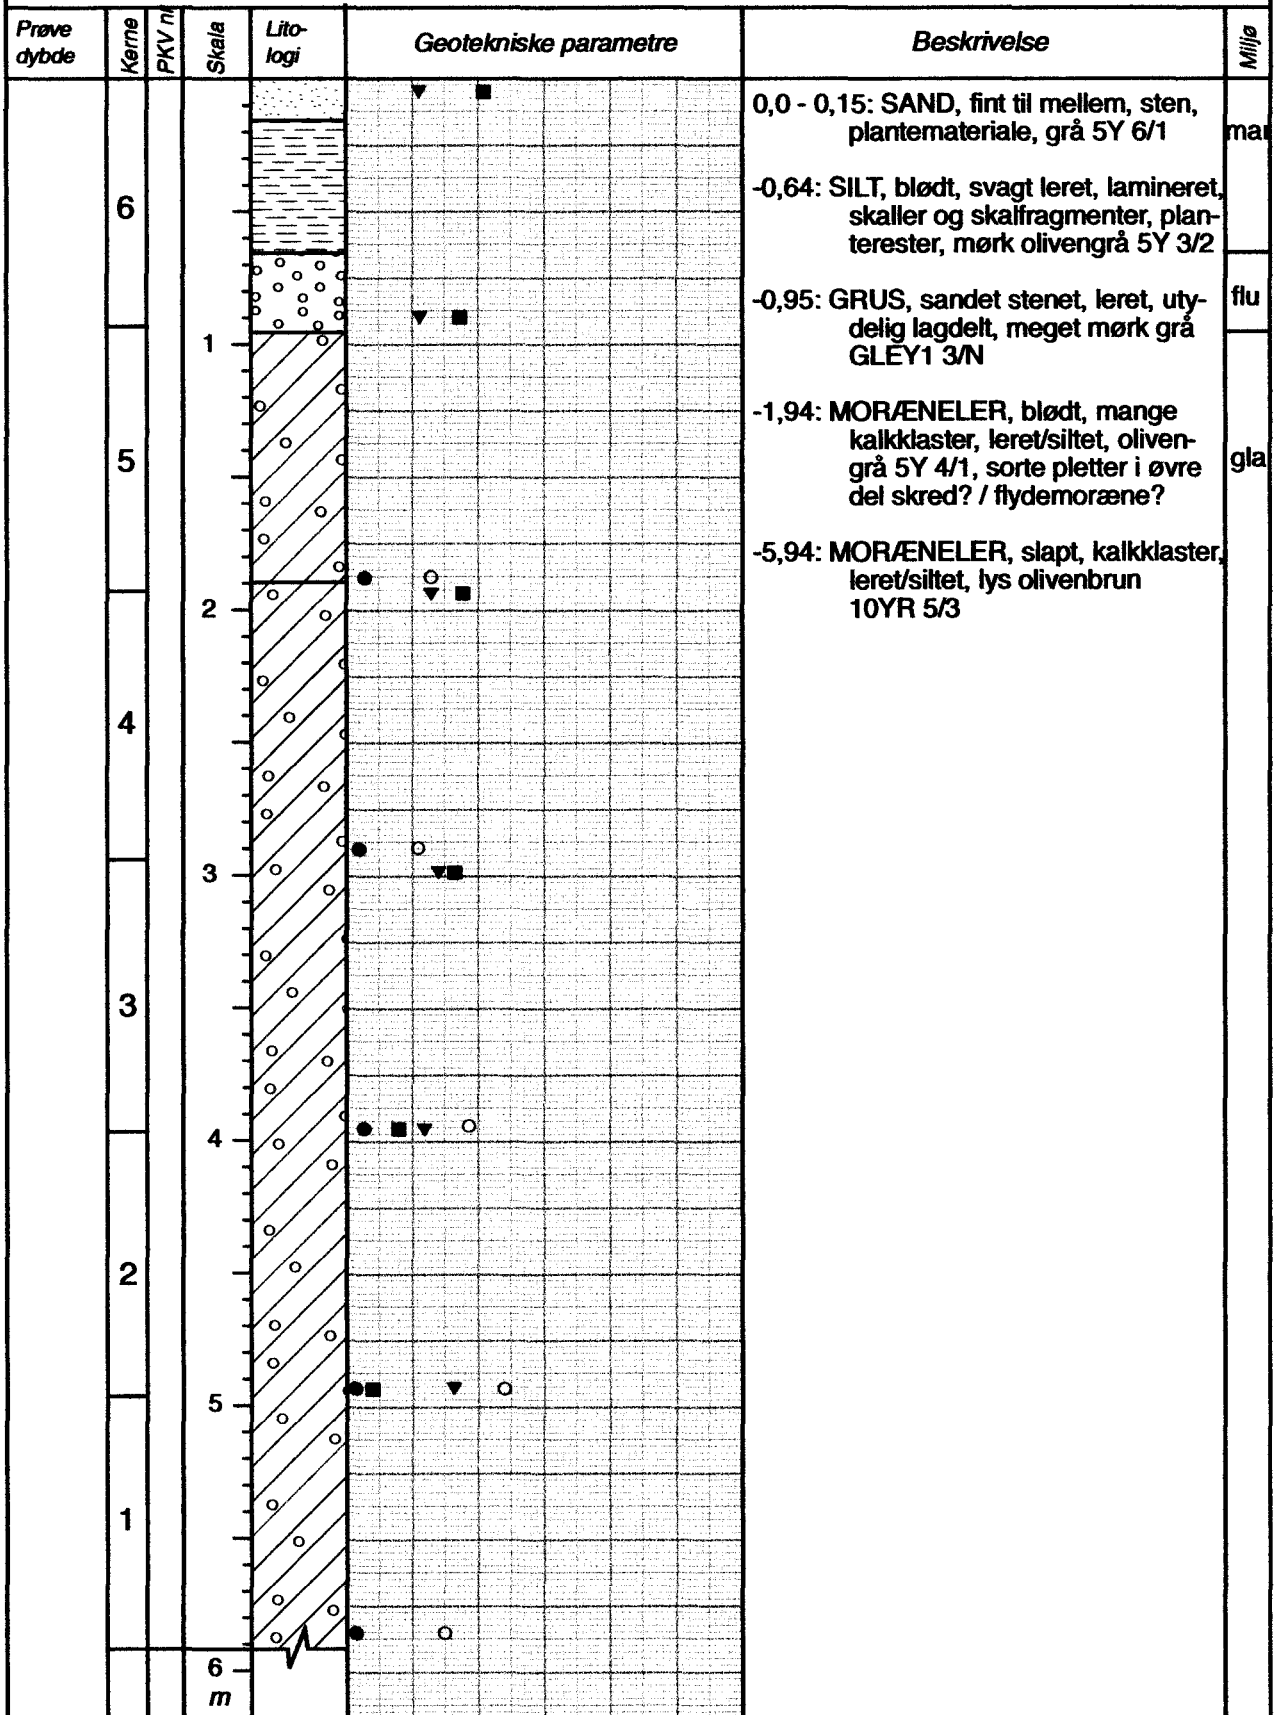 Prøve dybde
Kerne
PKV nr
Skala
Lito-
logi
Geotekniske parametre
Beskrivelse
Miljø
0,0 - 0,15: SAND, fint til mellem, sten,
plantemateriale, grå 5Y 6/1
mar
-0,64: SILT, blødt, svagt leret, lamineret,
skaller og skalfragmenter, plan-
terester, mørk olivengrå 5Y 3/2
-0,95: GRUS, sandet stenet, leret, uty-
delig lagdelt, meget mørk grå
GLEY1 3/N
flu
-1,94: MORÆNELER, blødt, mange
kalkklaster, leret/siltet, oliven-
grå 5Y 4/1, sorte pletter i øvre
del skred? / flydemoræne?
gla
-5,94: MORÆNELER, slapt, kalkklaster,
leret/siltet, lys olivenbrun
10YR 5/3
6
5
4
3
2
1
1
2
3
4
5
6
m